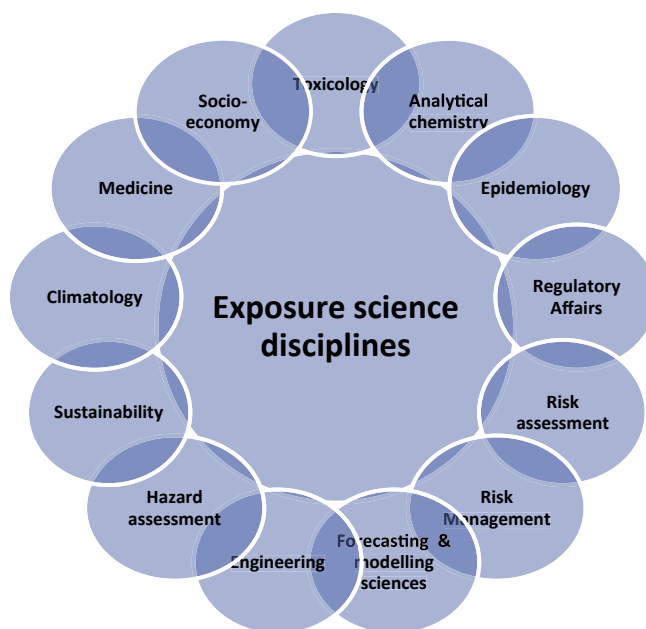 Toxicology
Analytical
chemistry
Epidemiology
Regulatory
Affairs
Risk
assessment
Risk
Management
Forecasting &
modelling
sciences
Engineering
Hazard
assessment
Sustainability
Climatology
Medicine
Socio-
economy
Exposure science
disciplines